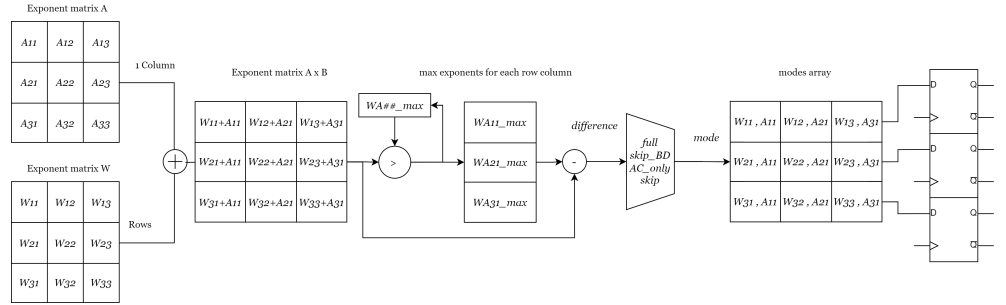 Exponent matrix A
A11 A12 A13
A21 A22 A23
A31 A32 A33
1 Column
Exponent matrix W
W11 W12 W13
W21 W22 W23
W31 W32 W33
Rows
+
Exponent matrix A x B
W11+A11 W12+A21 W13+A31
W21+A11 W22+A21 W23+A31
W31+A11 W32+A21 W33+A31
max exponents for each row column
WA##_max
>
WA11_max
WA21_max
WA31_max
difference
-
full
skip_BD
AC_only
skip
mode
modes array
W11 , A11 W12 , A21 W13 , A31
W21 , A11 W22 , A21 W23 , A31
W31 , A11 W32 , A21 W33 , A31
D Q
Q
D Q
Q
D Q
Q